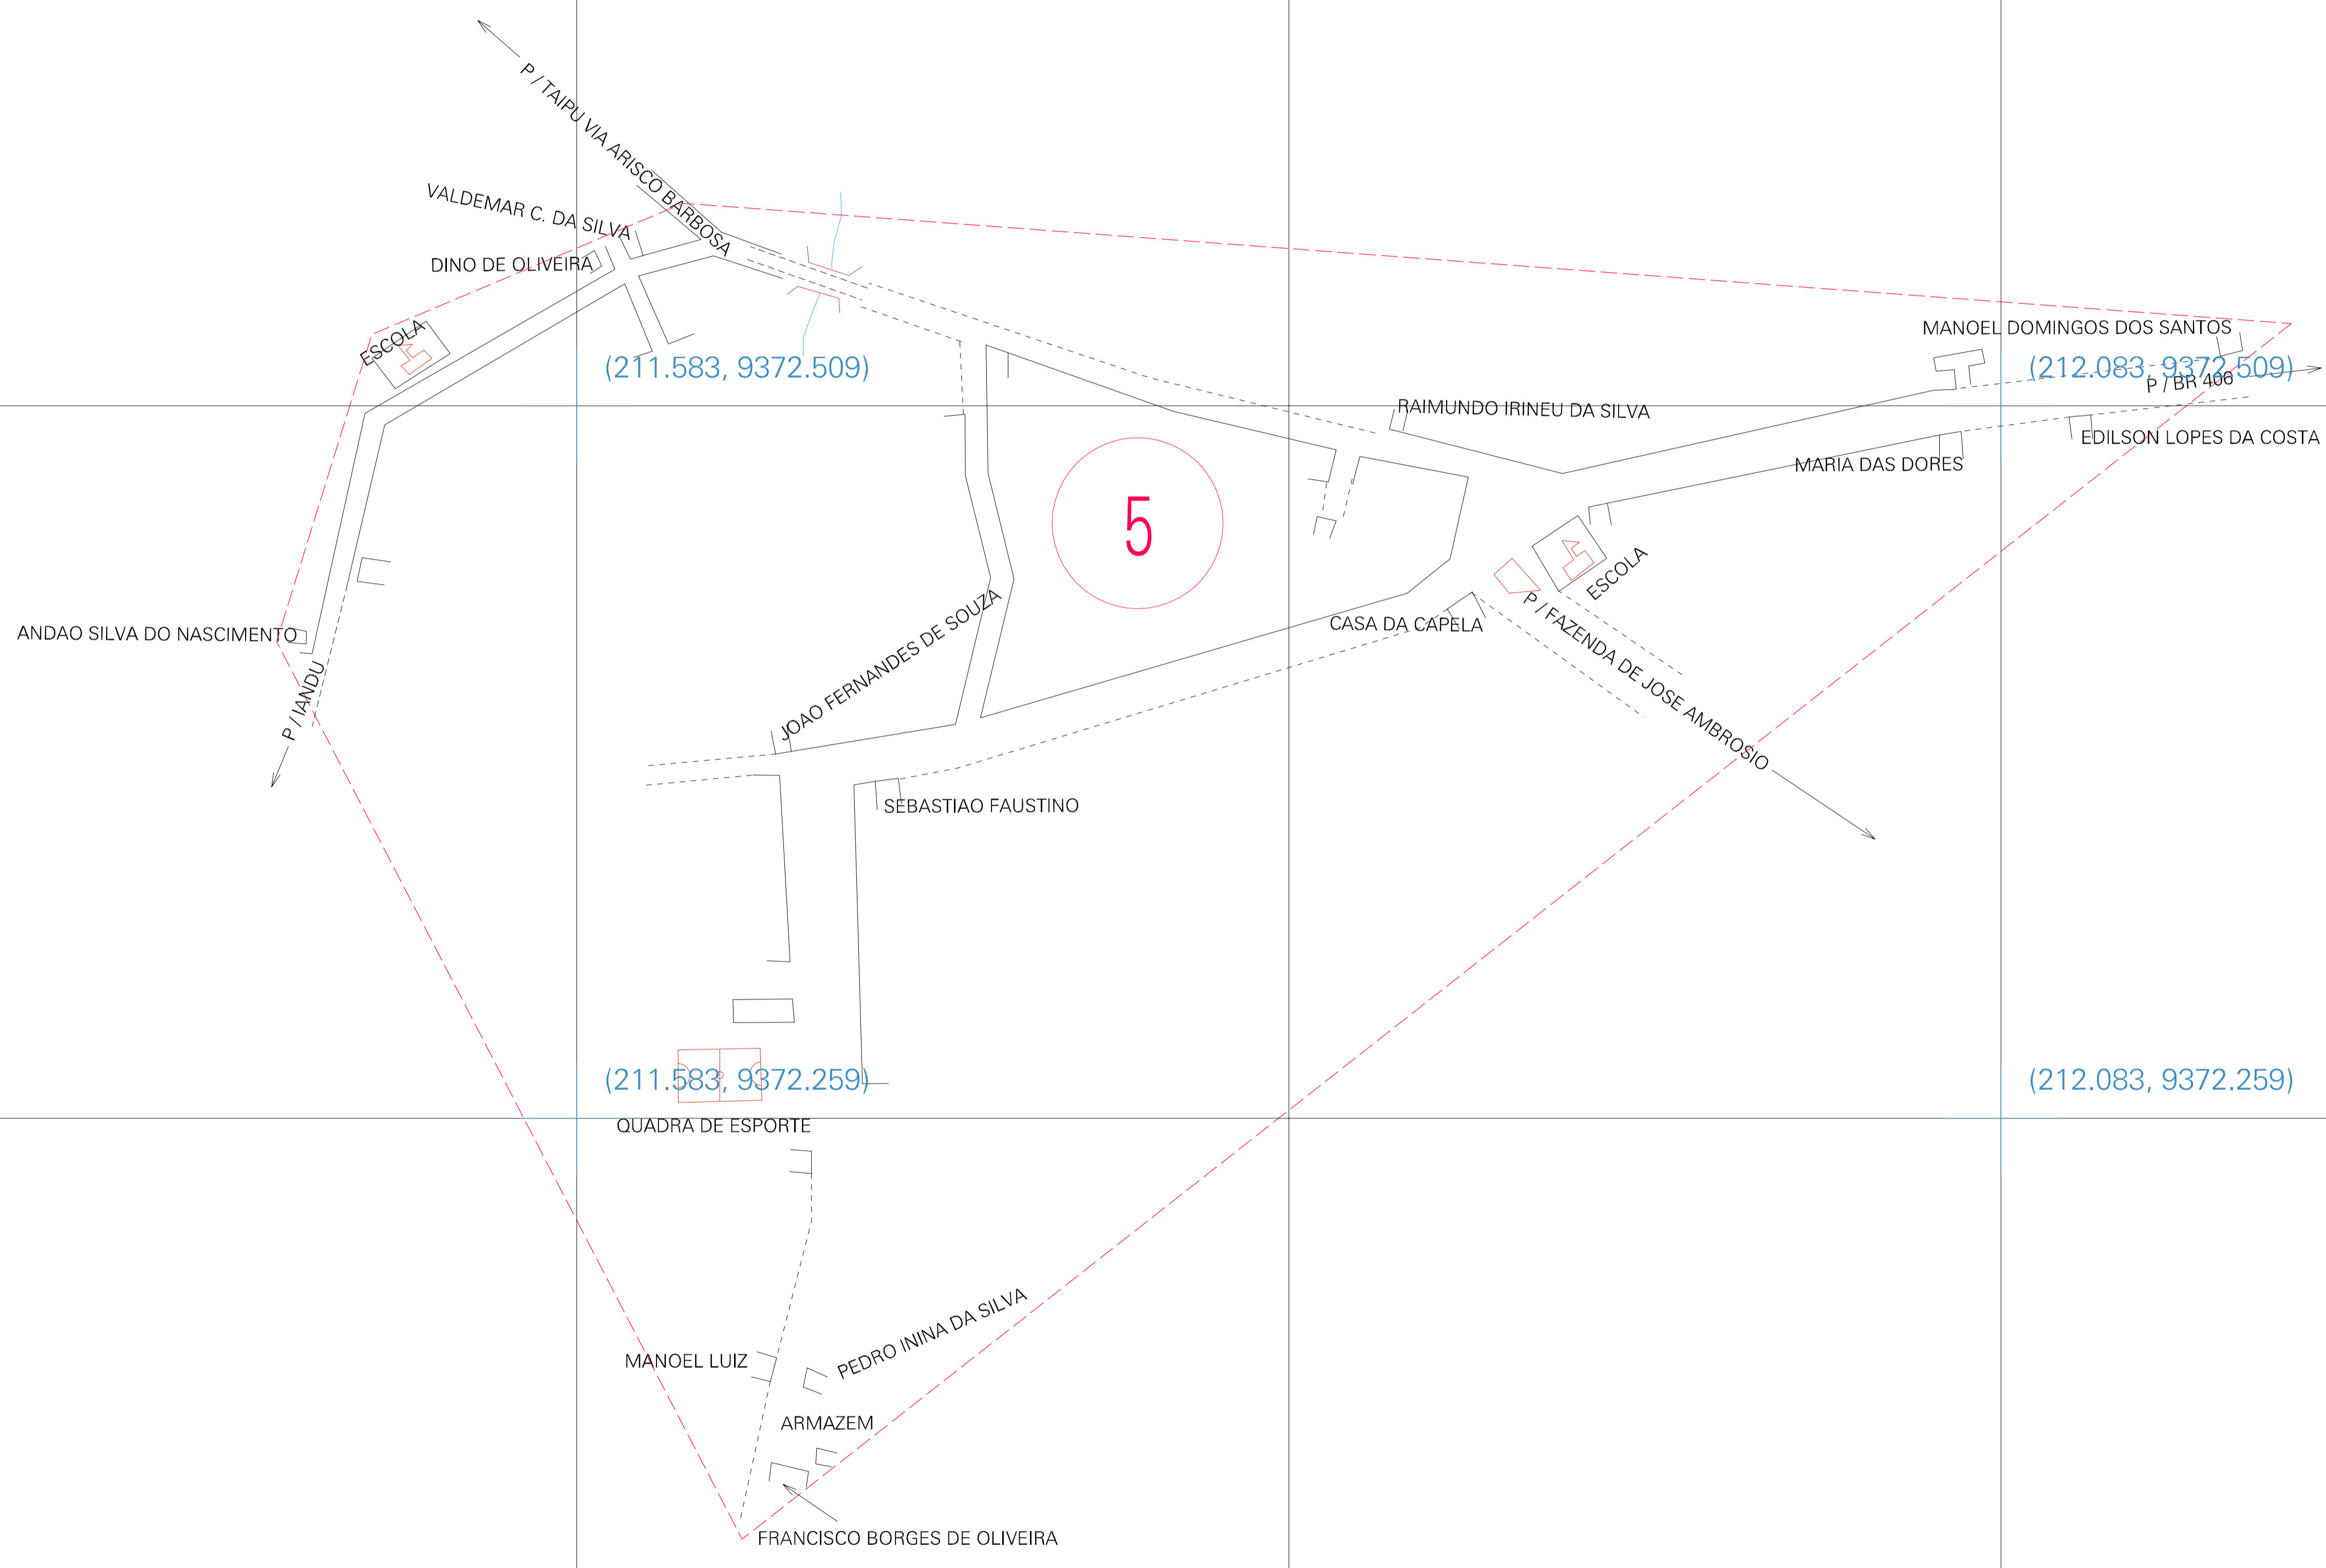 P / TAIPU VIA ARISCO BARBOSA
VALDEMAR C. DA SILVA
DINO DE OLIVEIRA
ESCOLA
(211.583, 9372.509)
MANOEL DOMINGOS DOS SANTOS
(212.083, 9372.509)
P / BR 406
RAIMUNDO IRINEU DA SILVA
EDILSON LOPES DA COSTA
MARIA DAS DORES
5
ESCOLA
P / FAZENDA DE JOSE AMBROSIO
CASA DA CAPELA
ANDAO SILVA DO NASCIMENTO
P / IANDU
JOAO FERNANDES DE SOUZA
SEBASTIAO FAUSTINO
(211.583, 9372.259)
(212.083, 9372.259)
QUADRA DE ESPORTE
PEDRO ININA DA SILVA
MANOEL LUIZ
ARMAZEM
FRANCISCO BORGES DE OLIVEIRA